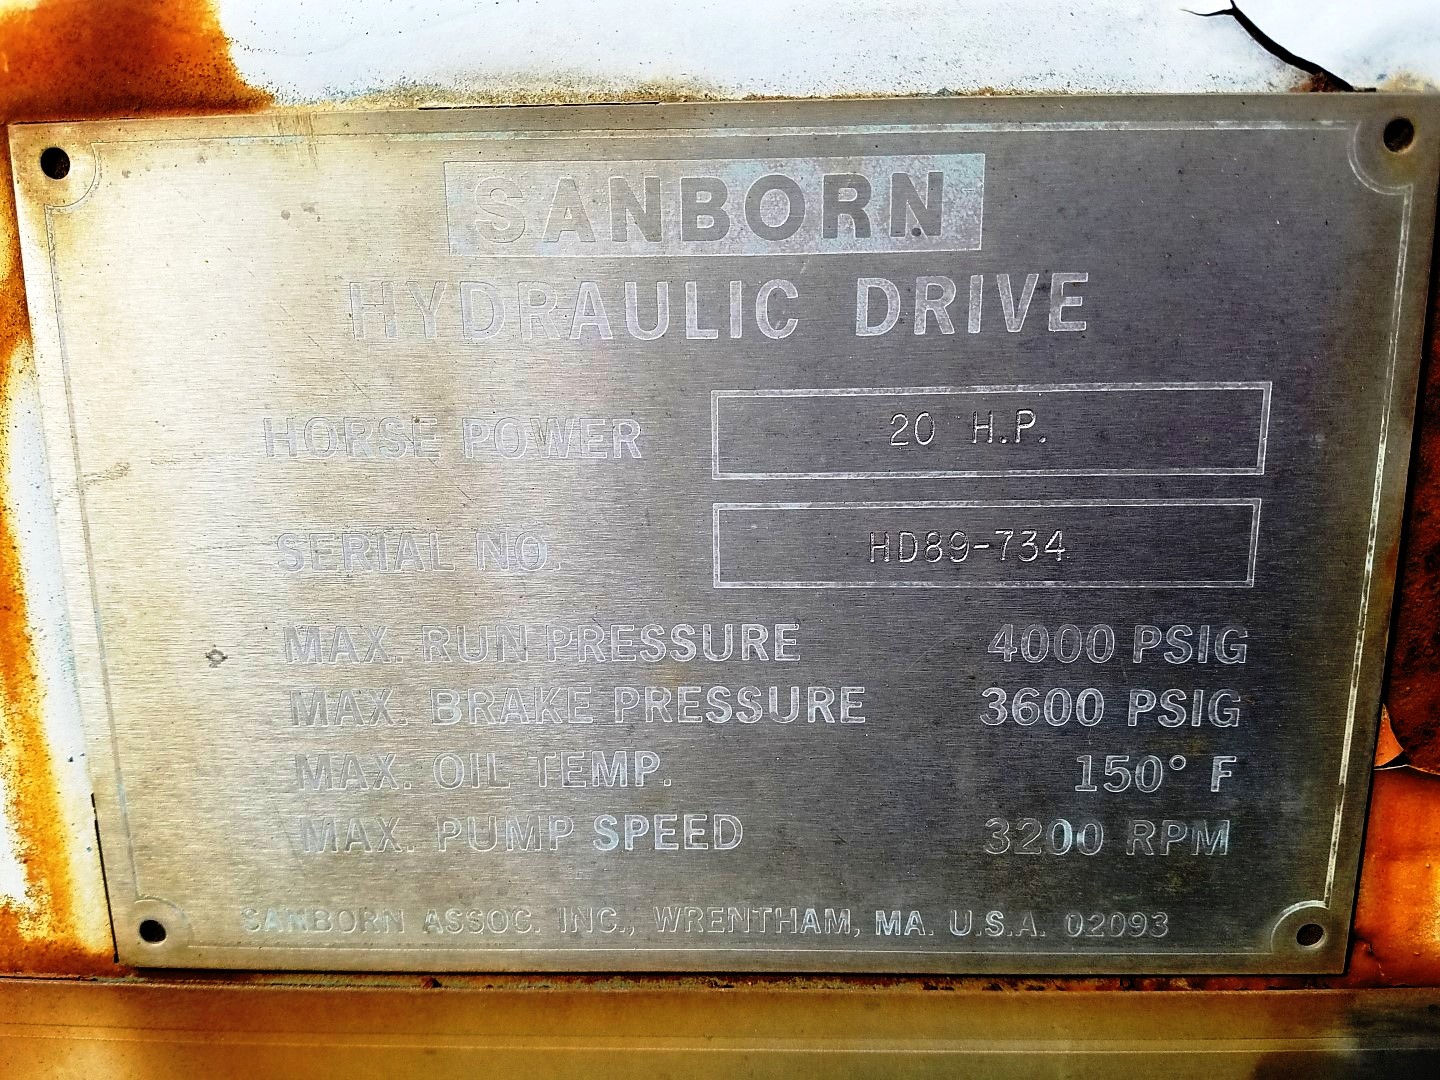 SANBORN
HYDRAULIC DRIVE
HORSE POWER 20 H.P.
SERIAL NO. HD89-734
MAX. RUN PRESSURE 4000 PSIG
MAX. BRAKE PRESSURE 3600 PSIG
MAX. OIL TEMP. 150° F
MAX. PUMP SPEED 3200 RPM
SANBORN ASSOC. INC., WRENTHAM, MA. U.S.A. 02093